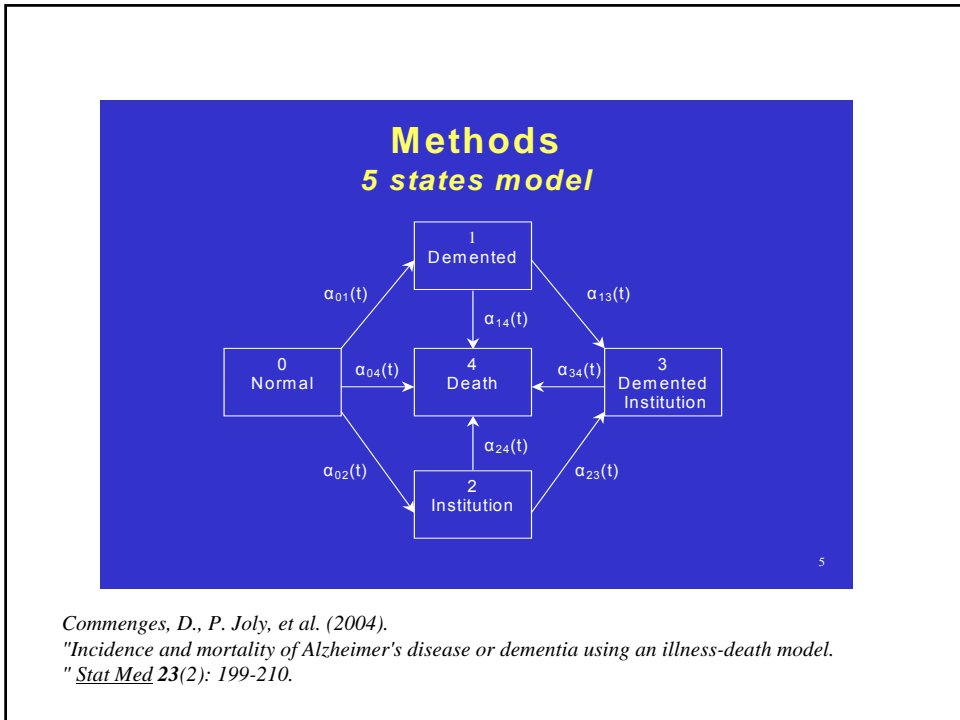 Methods
5 states model
1
Demented
α01(t)
α13(t)
α14(t)
0
Normal
α04(t)
4
Death
α34(t)
3
Demented
Institution
α24(t)
α02(t)
α23(t)
2
Institution
5
Commenges, D., P. Joly, et al. (2004).
"Incidence and mortality of Alzheimer's disease or dementia using an illness-death model.
" Stat Med 23(2): 199-210.